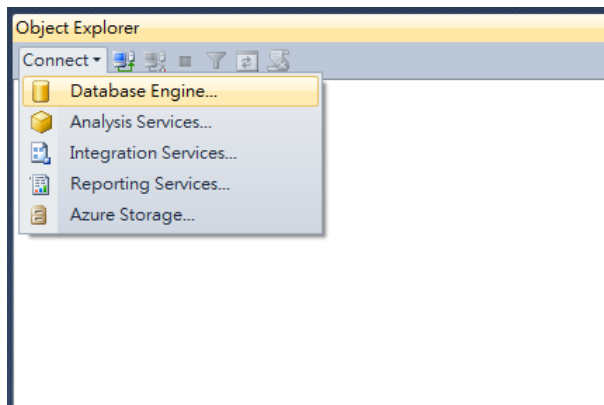 Object Explorer
Connect
Database Engine...
Analysis Services...
Integration Services...
Reporting Services...
Azure Storage...